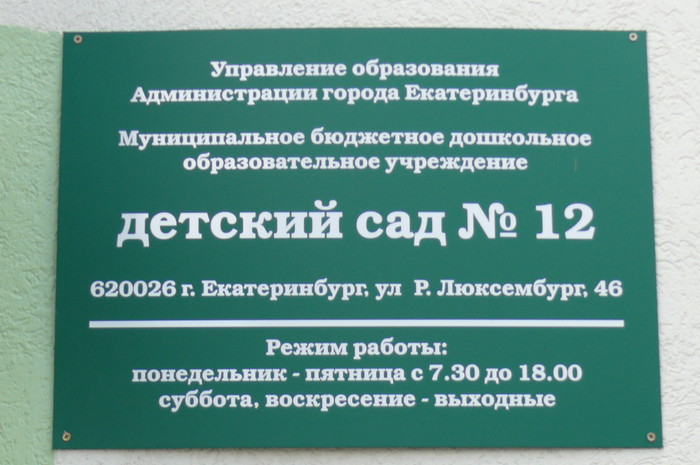 Управление образования
Администрации города Екатеринбурга
Муниципальное бюджетное дошкольное
образовательное учреждение
детский сад № 12
620026 г. Екатеринбург, ул Р. Люксембург, 46
Режим работы:
понедельник - пятница с 7.30 до 18.00
суббота, воскресение - выходные